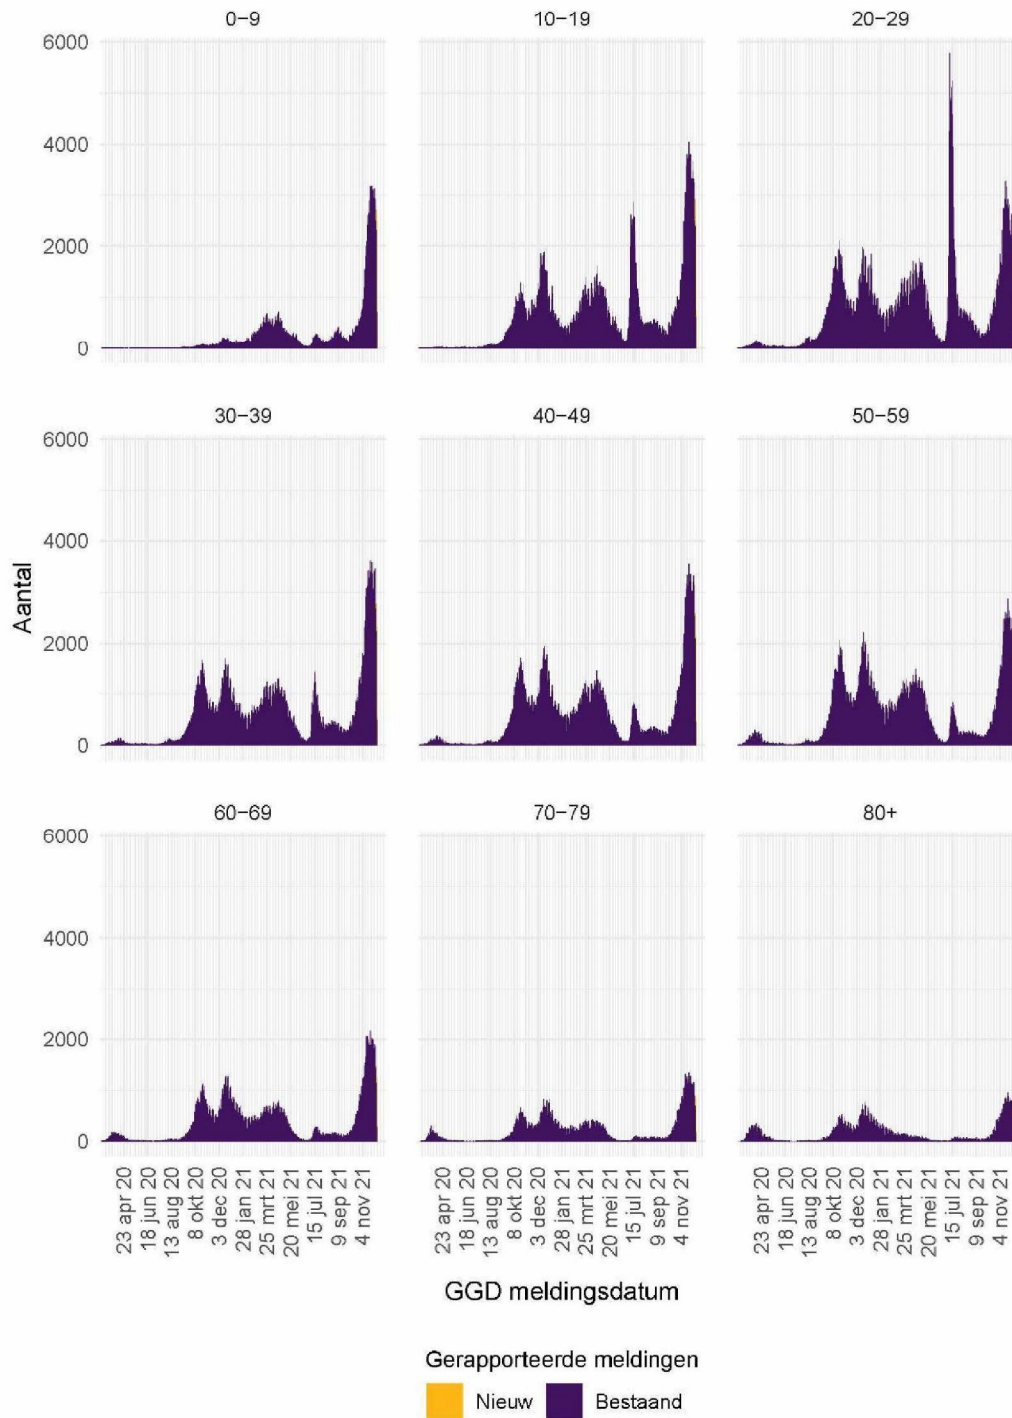 0−9 10−19 20−29
6000
4000
2000
0
30−39 40−49 50−59
6000
4000
2000
0
Aantal
60−69 70−79 80+
6000
4000
2000
0
23 apr 20 18 jun 20 13 aug 20 8 okt 20 3 dec 20 28 jan 21 25 mrt 21 20 mei 21 15 jul 21 9 sep 21 4 nov 21
23 apr 20 18 jun 20 13 aug 20 8 okt 20 3 dec 20 28 jan 21 25 mrt 21 20 mei 21 15 jul 21 9 sep 21 4 nov 21
23 apr 20 18 jun 20 13 aug 20 8 okt 20 3 dec 20 28 jan 21 25 mrt 21 20 mei 21 15 jul 21 9 sep 21 4 nov 21
GGD meldingsdatum
Gerapporteerde meldingen
Nieuw Bestaand